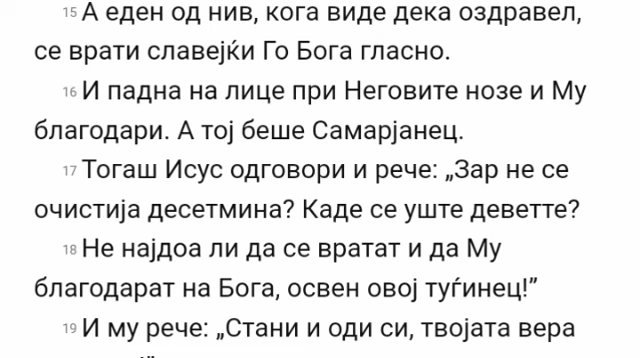 15 А еден од нив, кога виде дека оздравел,
се врати славејќи Го Бога гласно.
16 И падна на лице при Неговите нозе и Му
благодари. А тој беше Самарјанец.
17 Тогаш Исус одговори и рече: „Зар не се
очистија десетмина? Каде се уште деветте?
18 Не најдоа ли да се вратат и да Му
благодарат на Бога, освен овој туѓинец!”
19 И му рече: „Стани и оди си, твојата вера